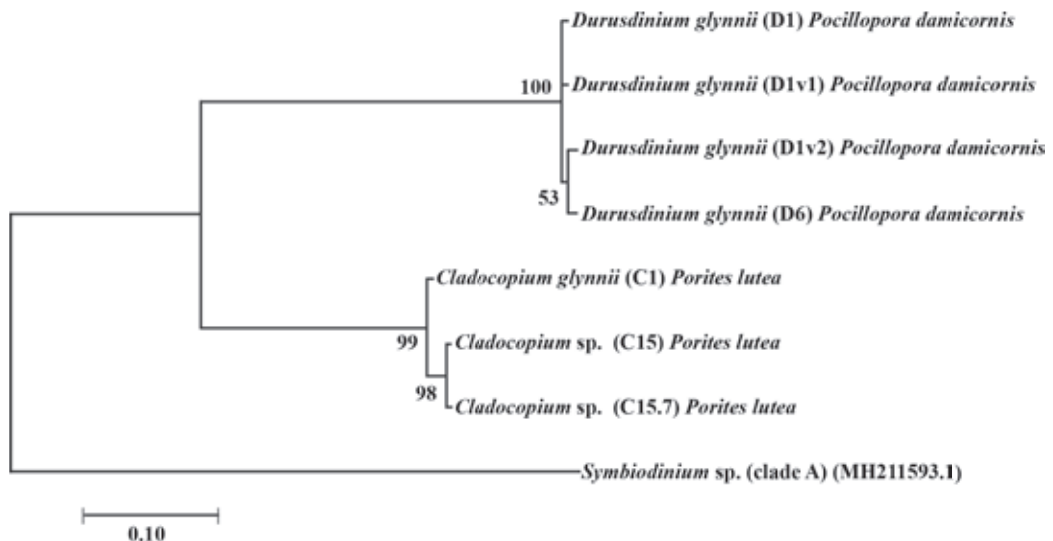 Durusdinium glynnii (D1) Pocillopora damicornis
100
Durusdinium glynnii (D1v1) Pocillopora damicornis
Durusdinium glynnii (D1v2) Pocillopora damicornis
53
Durusdinium glynnii (D6) Pocillopora damicornis
Cladocopium glynnii (C1) Porites lutea
99
Cladocopium sp. (C15) Porites lutea
98
Cladocopium sp. (C15.7) Porites lutea
Symbiodinium sp. (clade A) (MH211593.1)
0.10